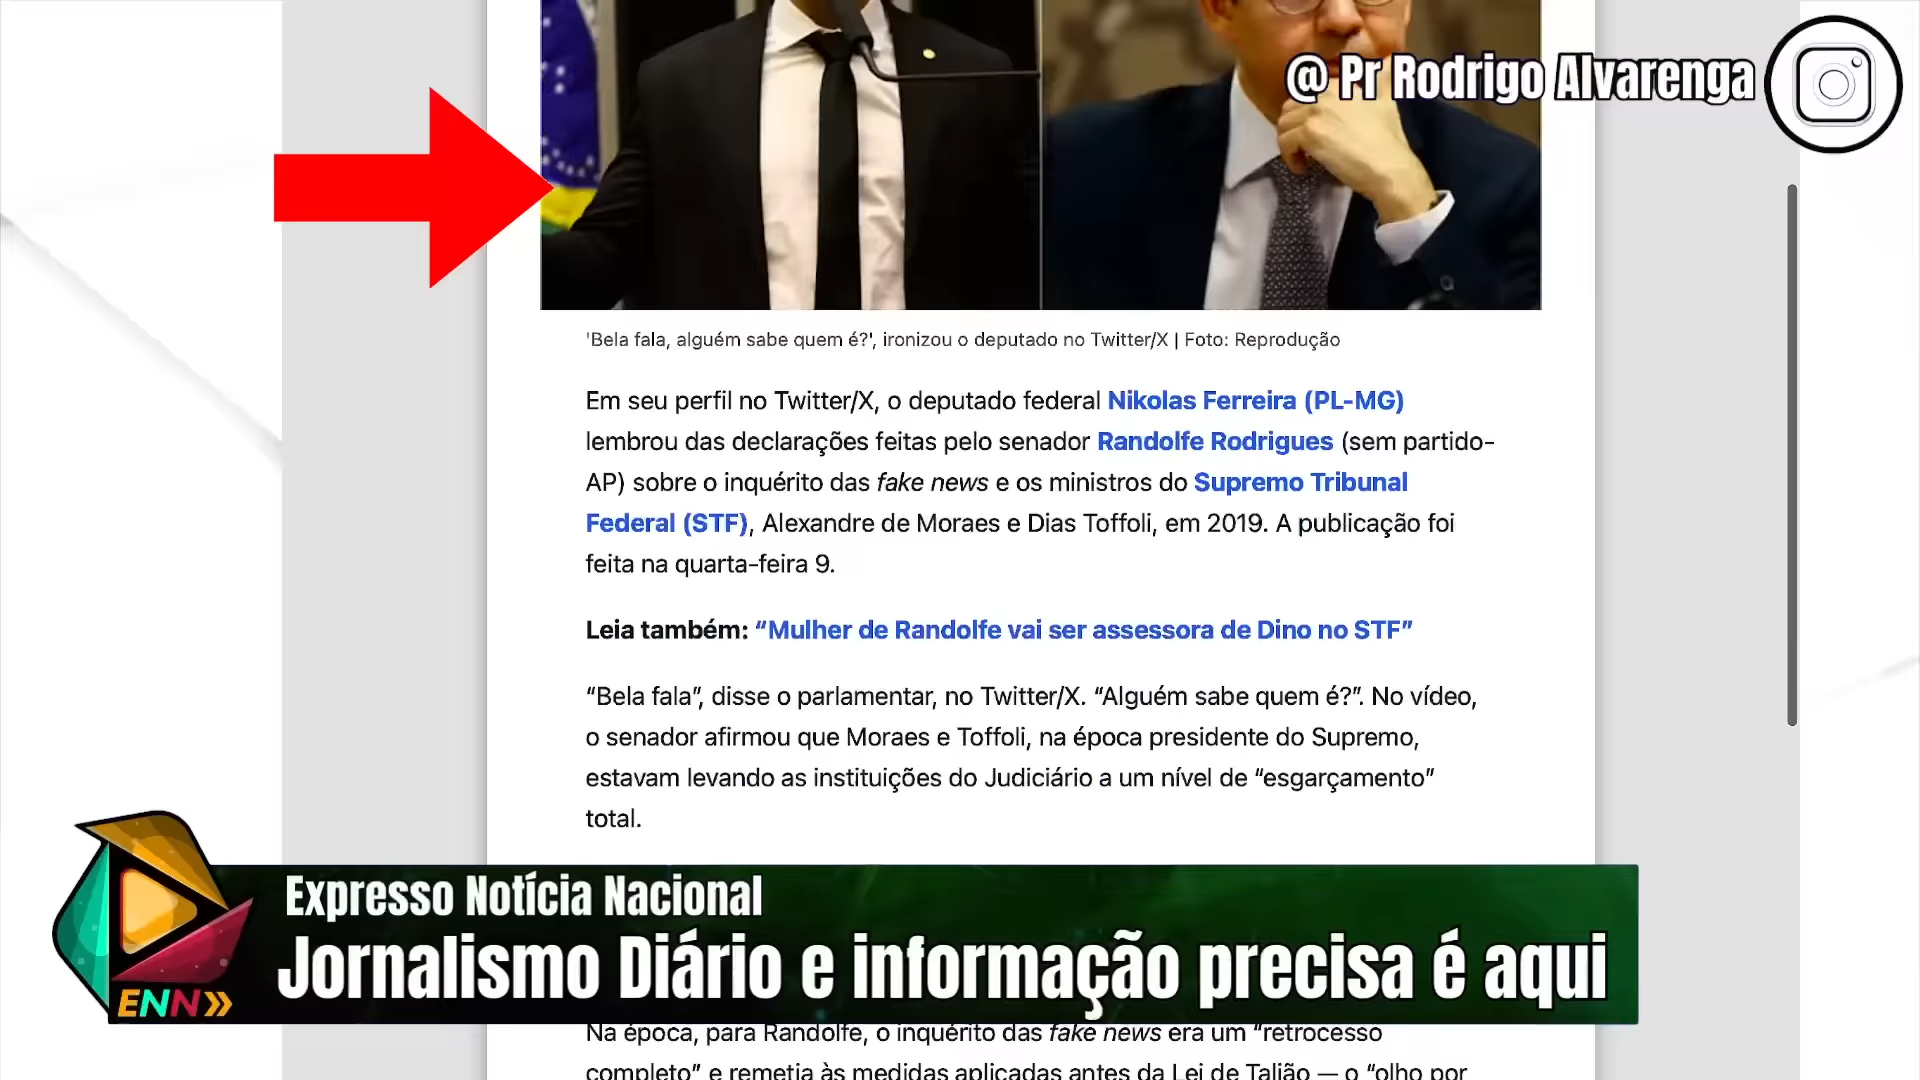 @ Pr Rodrigo Alvarenga
'Bela fala, alguém sabe quem é?', ironizou o deputado no Twitter/X | Foto: Reprodução
Em seu perfil no Twitter/X, o deputado federal Nikolas Ferreira (PL-MG)
lembrou das declarações feitas pelo senador Randolfe Rodrigues (sem partido-
AP) sobre o inquérito das fake news e os ministros do Supremo Tribunal
Federal (STF), Alexandre de Moraes e Dias Toffoli, em 2019. A publicação foi
feita na quarta-feira 9.
Leia também: “Mulher de Randolfe vai ser assessora de Dino no STF”
“Bela fala”, disse o parlamentar, no Twitter/X. “Alguém sabe quem é?”. No vídeo,
o senador afirmou que Moraes e Toffoli, na época presidente do Supremo,
estavam levando as instituições do Judiciário a um nível de “esgarçamento”
total.
Expresso Notícia Nacional
Jornalismo Diário e informação precisa é aqui
ENN
Na época, para Randolfe, o inquérito das fake news era um “retrocesso
completo” e remetia às medidas aplicadas antes da Lei de Talião — o “olho por